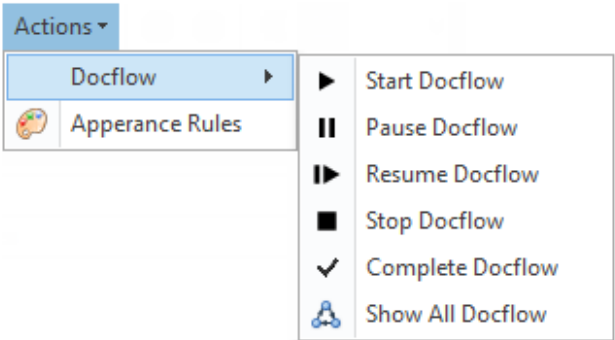 Actions
Docflow
Apperance Rules
Start Docflow
Pause Docflow
Resume Docflow
Stop Docflow
Complete Docflow
Show All Docflow